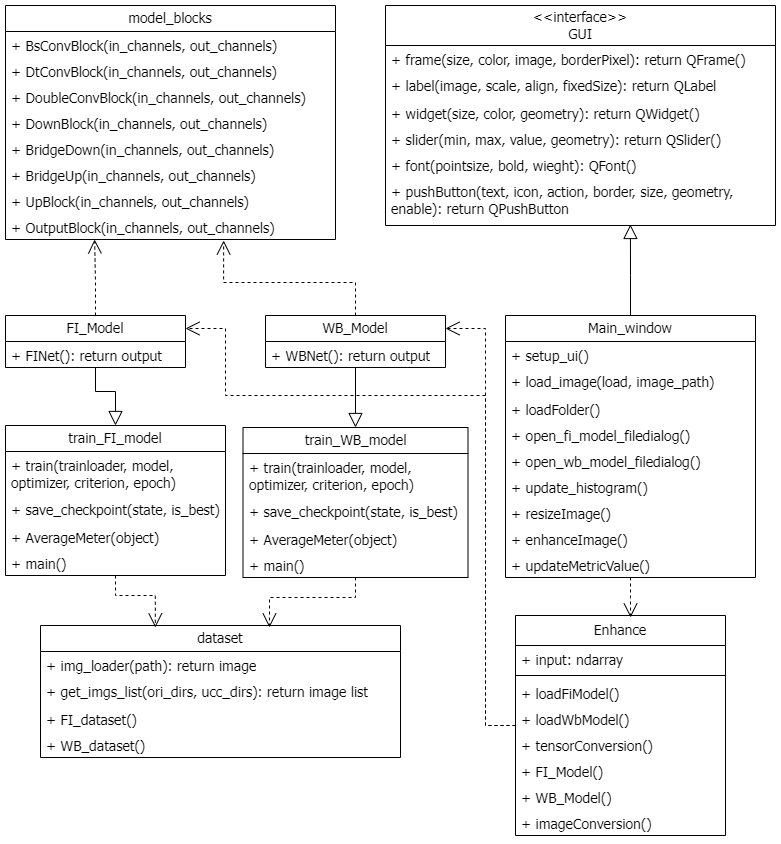 model_blocks
+ BsConvBlock(in_channels, out_channels)
+ DtConvBlock(in_channels, out_channels)
+ DoubleConvBlock(in_channels, out_channels)
+ DownBlock(in_channels, out_channels)
+ BridgeDown(in_channels, out_channels)
+ BridgeUp(in_channels, out_channels)
+ UpBlock(in_channels, out_channels)
+ OutputBlock(in_channels, out_channels)
<<interface>>
GUI
+ frame(size, color, image, borderPixel): return QFrame()
+ label(image, scale, align, fixedSize): return QLabel
+ widget(size, color, geometry): return QWidget()
+ slider(min, max, value, geometry): return QSlider()
+ font(pointsize, bold, wieght): QFont()
+ pushButton(text, icon, action, border, size, geometry,
enable): return QPushButton
FI_Model
+ FINet(): return output
WB_Model
+ WBNet(): return output
Main_window
+ setup_ui()
+ load_image(load, image_path)
+ loadFolder()
+ open_fi_model_filedialog()
+ open_wb_model_filedialog()
+ update_histogram()
+ resizeImage()
+ enhanceImage()
+ updateMetricValue()
train_FI_model
+ train(trainloader, model,
optimizer, criterion, epoch)
+ save_checkpoint(state, is_best)
+ AverageMeter(object)
+ main()
train_WB_model
+ train(trainloader, model,
optimizer, criterion, epoch)
+ save_checkpoint(state, is_best)
+ AverageMeter(object)
+ main()
dataset
+ img_loader(path): return image
+ get_imgs_list(ori_dirs, ucc_dirs): return image list
+ FI_dataset()
+ WB_dataset()
Enhance
+ input: ndarray
+ loadFiModel()
+ loadWbModel()
+ tensorConversion()
+ FI_Model()
+ WB_Model()
+ imageConversion()